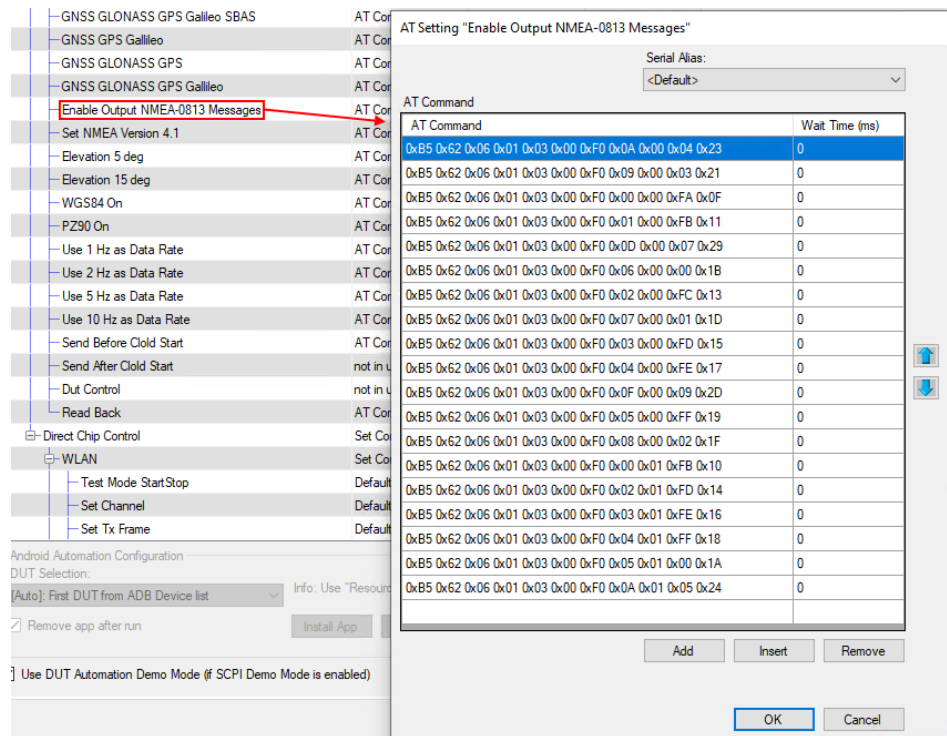 GNSS GLONASS GPS Galileo SBAS AT Cor
GNSS GPS Gallileo AT Cor
GNSS GLONASS GPS AT Cor
GNSS GLONASS GPS Gallileo AT Cor
Enable Output NMEA-0813 Messages AT Cor
Set NMEA Version 4.1 AT Cor
Elevation 5 deg AT Cor
Elevation 15 deg AT Cor
WGS84 On AT Cor
PZ90 On AT Cor
Use 1 Hz as Data Rate AT Cor
Use 2 Hz as Data Rate AT Cor
Use 5 Hz as Data Rate AT Cor
Use 10 Hz as Data Rate AT Cor
Send Before Clold Start AT Cor
Send After Clold Start not in u
Dut Control not in u
Read Back AT Cor
Direct Chip Control Set Co
WLAN Set Co
Test Mode StartStop Default
Set Channel Default
Set Tx Frame Default
Android Automation Configuration
DUT Selection:
[Auto]: First DUT from ADB Device list
Info: Use "Resourc
Remove app after run
Install App
Use DUT Automation Demo Mode (if SCPI Demo Mode is enabled)
AT Setting "Enable Output NMEA-0813 Messages"
Serial Alias:
<Default>
AT Command
AT Command Wait Time (ms)
0xB5 0x62 0x06 0x01 0x03 0x00 0xF0 0x0A 0x00 0x04 0x23 0
0xB5 0x62 0x06 0x01 0x03 0x00 0xF0 0x09 0x00 0x03 0x21 0
0xB5 0x62 0x06 0x01 0x03 0x00 0xF0 0x00 0x00 0xFA 0x0F 0
0xB5 0x62 0x06 0x01 0x03 0x00 0xF0 0x01 0x00 0xFB 0x11 0
0xB5 0x62 0x06 0x01 0x03 0x00 0xF0 0x0D 0x00 0x07 0x29 0
0xB5 0x62 0x06 0x01 0x03 0x00 0xF0 0x06 0x00 0x00 0x1B 0
0xB5 0x62 0x06 0x01 0x03 0x00 0xF0 0x02 0x00 0xFC 0x13 0
0xB5 0x62 0x06 0x01 0x03 0x00 0xF0 0x07 0x00 0x01 0x1D 0
0xB5 0x62 0x06 0x01 0x03 0x00 0xF0 0x03 0x00 0xFD 0x15 0
0xB5 0x62 0x06 0x01 0x03 0x00 0xF0 0x04 0x00 0xFE 0x17 0
0xB5 0x62 0x06 0x01 0x03 0x00 0xF0 0x0F 0x00 0x09 0x2D 0
0xB5 0x62 0x06 0x01 0x03 0x00 0xF0 0x05 0x00 0xFF 0x19 0
0xB5 0x62 0x06 0x01 0x03 0x00 0xF0 0x08 0x00 0x02 0x1F 0
0xB5 0x62 0x06 0x01 0x03 0x00 0xF0 0x00 0x01 0xFB 0x10 0
0xB5 0x62 0x06 0x01 0x03 0x00 0xF0 0x02 0x01 0xFD 0x14 0
0xB5 0x62 0x06 0x01 0x03 0x00 0xF0 0x03 0x01 0xFE 0x16 0
0xB5 0x62 0x06 0x01 0x03 0x00 0xF0 0x04 0x01 0xFF 0x18 0
0xB5 0x62 0x06 0x01 0x03 0x00 0xF0 0x05 0x01 0x00 0x1A 0
0xB5 0x62 0x06 0x01 0x03 0x00 0xF0 0x0A 0x01 0x05 0x24 0
Add Insert Remove
OK Cancel